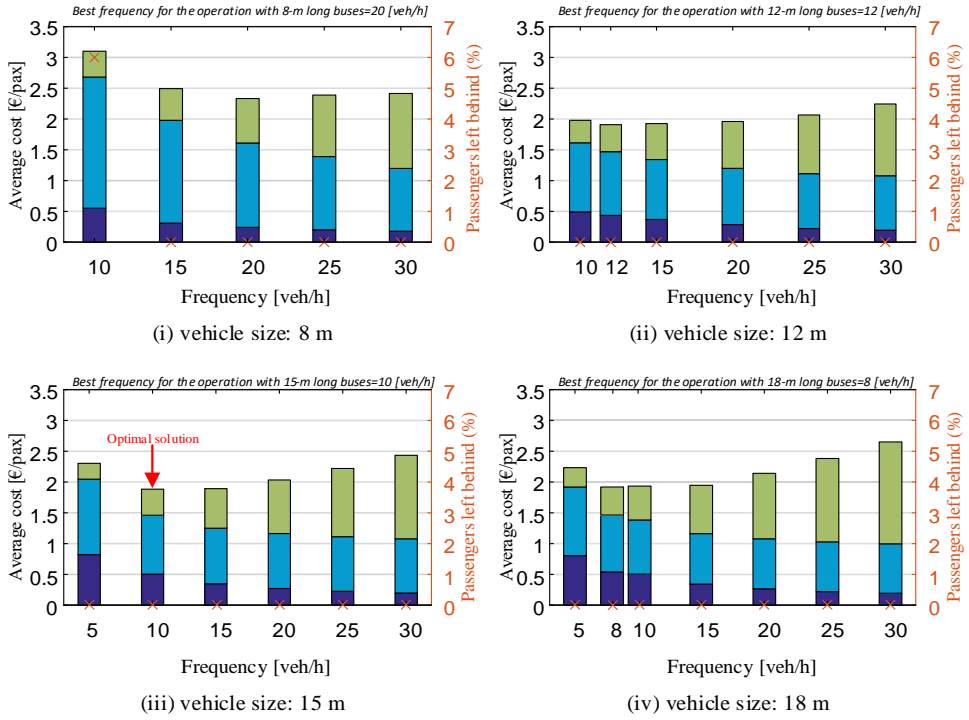 Best frequency for the operation with 8-m long buses=20 [veh/h]
3.5
3
2.5
2
1.5
1
0.5
0
Average cost [€/pax]
7
6
5
4
3
2
1
0
Passengers left behind (%)
10 15 20 25 30
Frequency [veh/h]
(i) vehicle size: 8 m
Best frequency for the operation with 12-m long buses=12 [veh/h]
3.5
3
2.5
2
1.5
1
0.5
0
Average cost [€/pax]
7
6
5
4
3
2
1
0
Passengers left behind (%)
10 12 15 20 25 30
Frequency [veh/h]
(ii) vehicle size: 12 m
Best frequency for the operation with 15-m long buses=10 [veh/h]
3.5
3
2.5
2
1.5
1
0.5
0
Average cost [€/pax]
Optimal solution
7
6
5
4
3
2
1
0
Passengers left behind (%)
5 10 15 20 25 30
Frequency [veh/h]
(iii) vehicle size: 15 m
Best frequency for the operation with 18-m long buses=8 [veh/h]
3.5
3
2.5
2
1.5
1
0.5
0
Average cost [€/pax]
7
6
5
4
3
2
1
0
Passengers left behind (%)
5 8 10 15 20 25 30
Frequency [veh/h]
(iv) vehicle size: 18 m